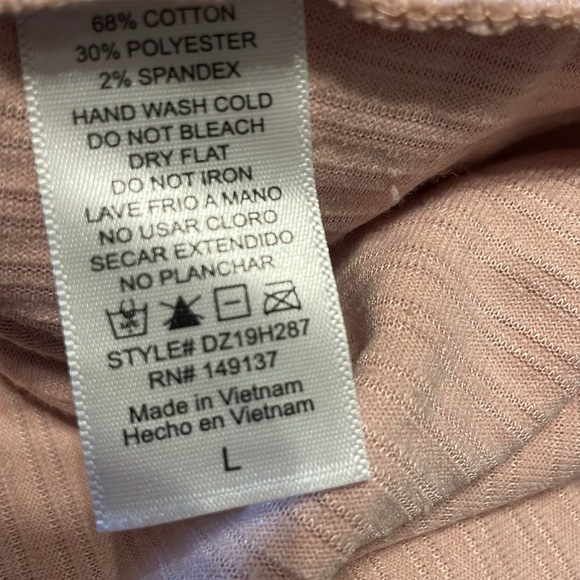 68% COTTON
30% POLYESTER
2% SPANDEX
HAND WASH COLD
DO NOT BLEACH
DRY FLAT
DO NOT IRON
LAVE FRIO A MANO
NO USAR CLORO
SECAR EXTENDIDO
NO PLANCHAR
STYLE# DZ19H287
RN# 149137
Made in Vietnam
Hecho en Vietnam
L